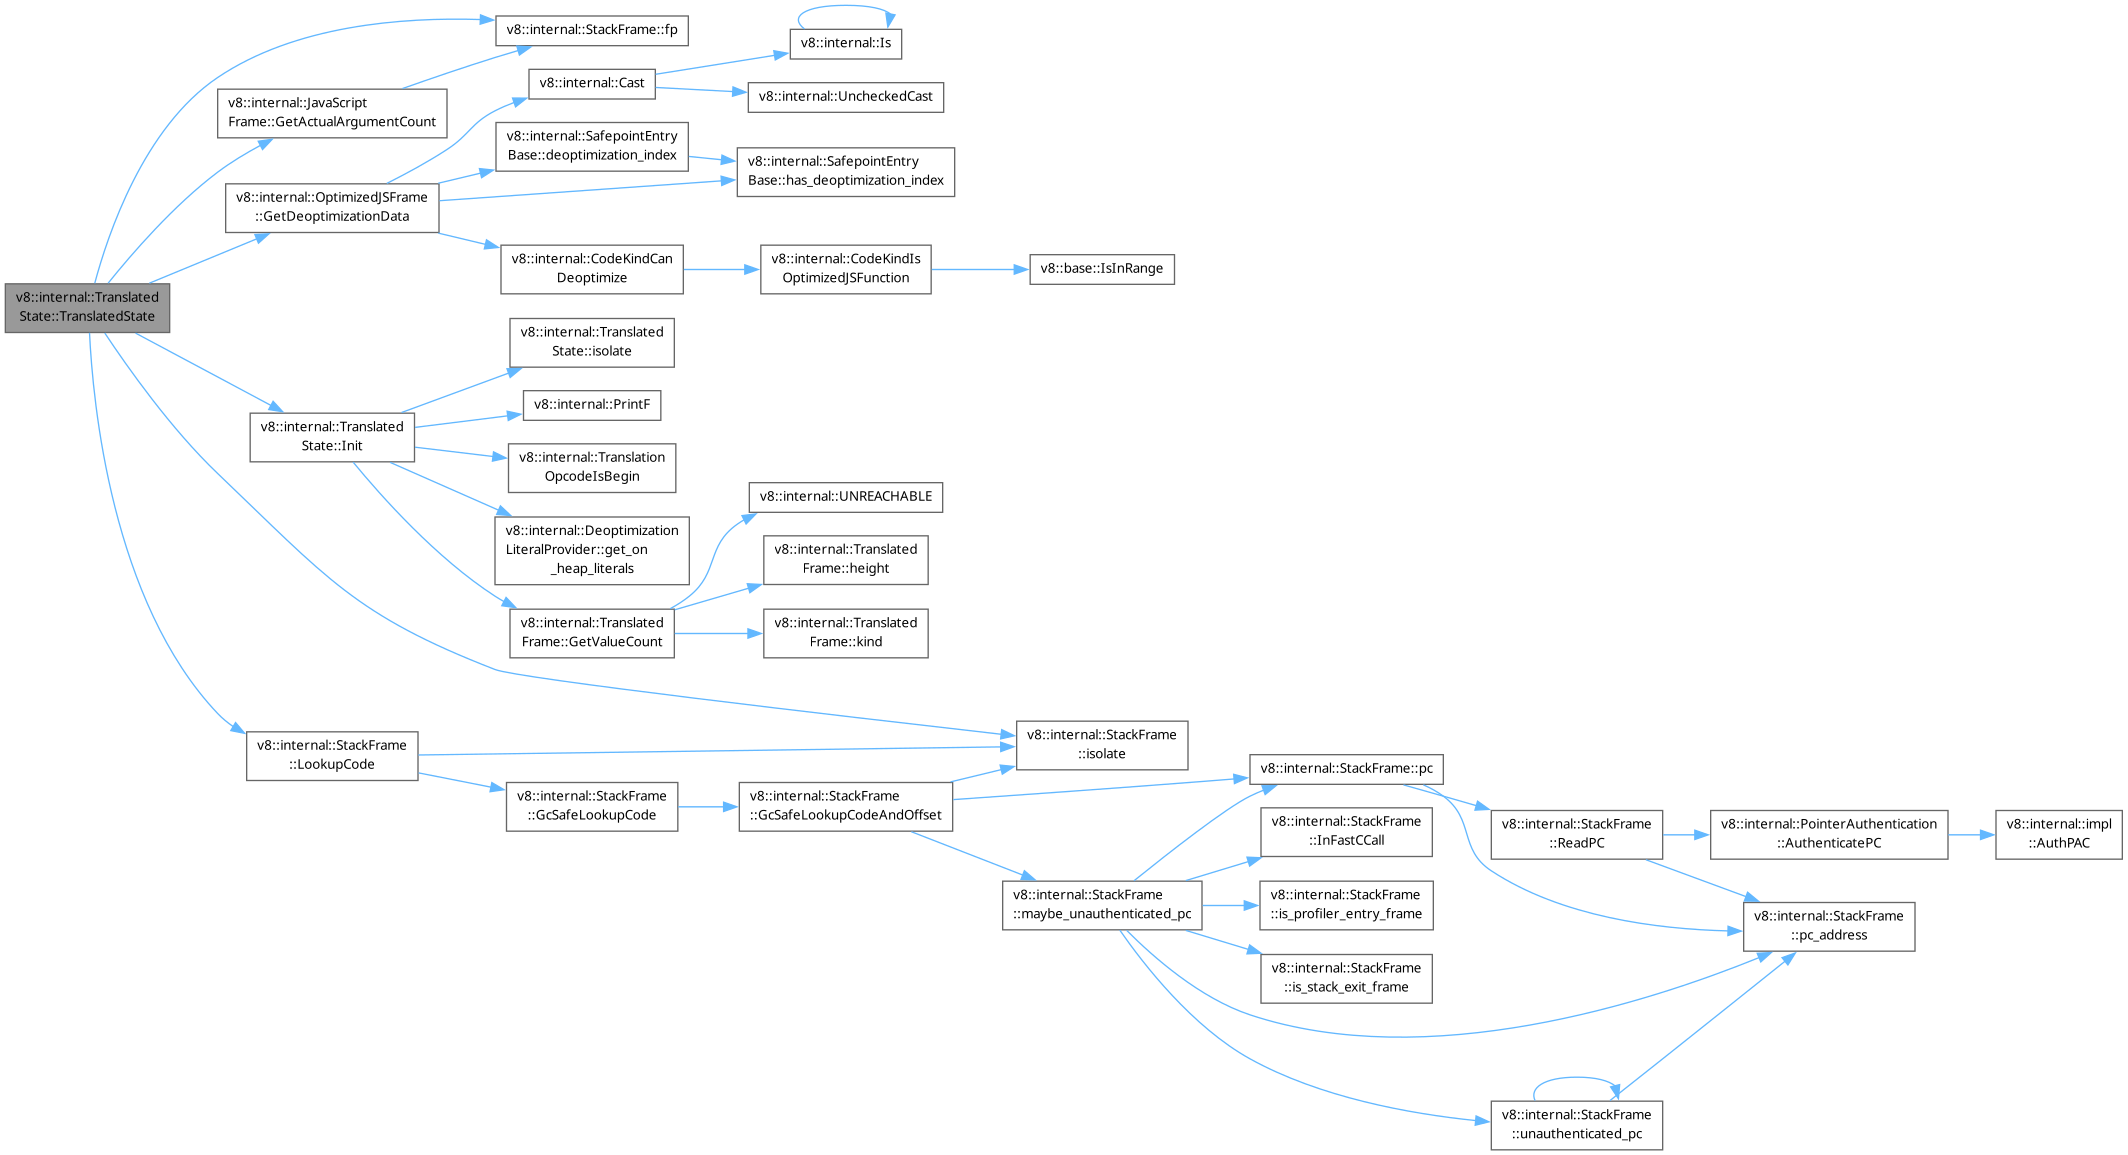 v8::internal::StackFrame::fp
v8::internal::Is
v8::internal::Cast
v8::internal::UncheckedCast
v8::internal::JavaScript
Frame::GetActualArgumentCount
v8::internal::SafepointEntry
Base::deoptimization_index
v8::internal::SafepointEntry
Base::has_deoptimization_index
v8::internal::OptimizedJSFrame
::GetDeoptimizationData
v8::internal::CodeKindCan
Deoptimize
v8::internal::CodeKindIs
OptimizedJSFunction
v8::base::IsInRange
v8::internal::Translated
State::TranslatedState
v8::internal::Translated
State::isolate
v8::internal::PrintF
v8::internal::Translated
State::Init
v8::internal::Translation
OpcodeIsBegin
v8::internal::UNREACHABLE
v8::internal::Deoptimization
LiteralProvider::get_on
_heap_literals
v8::internal::Translated
Frame::height
v8::internal::Translated
Frame::GetValueCount
v8::internal::Translated
Frame::kind
v8::internal::StackFrame
::LookupCode
v8::internal::StackFrame
::isolate
v8::internal::StackFrame::pc
v8::internal::StackFrame
::GcSafeLookupCode
v8::internal::StackFrame
::GcSafeLookupCodeAndOffset
v8::internal::StackFrame
::InFastCCall
v8::internal::StackFrame
::ReadPC
v8::internal::PointerAuthentication
::AuthenticatePC
v8::internal::impl
::AuthPAC
v8::internal::StackFrame
::maybe_unauthenticated_pc
v8::internal::StackFrame
::is_profiler_entry_frame
v8::internal::StackFrame
::pc_address
v8::internal::StackFrame
::is_stack_exit_frame
v8::internal::StackFrame
::unauthenticated_pc